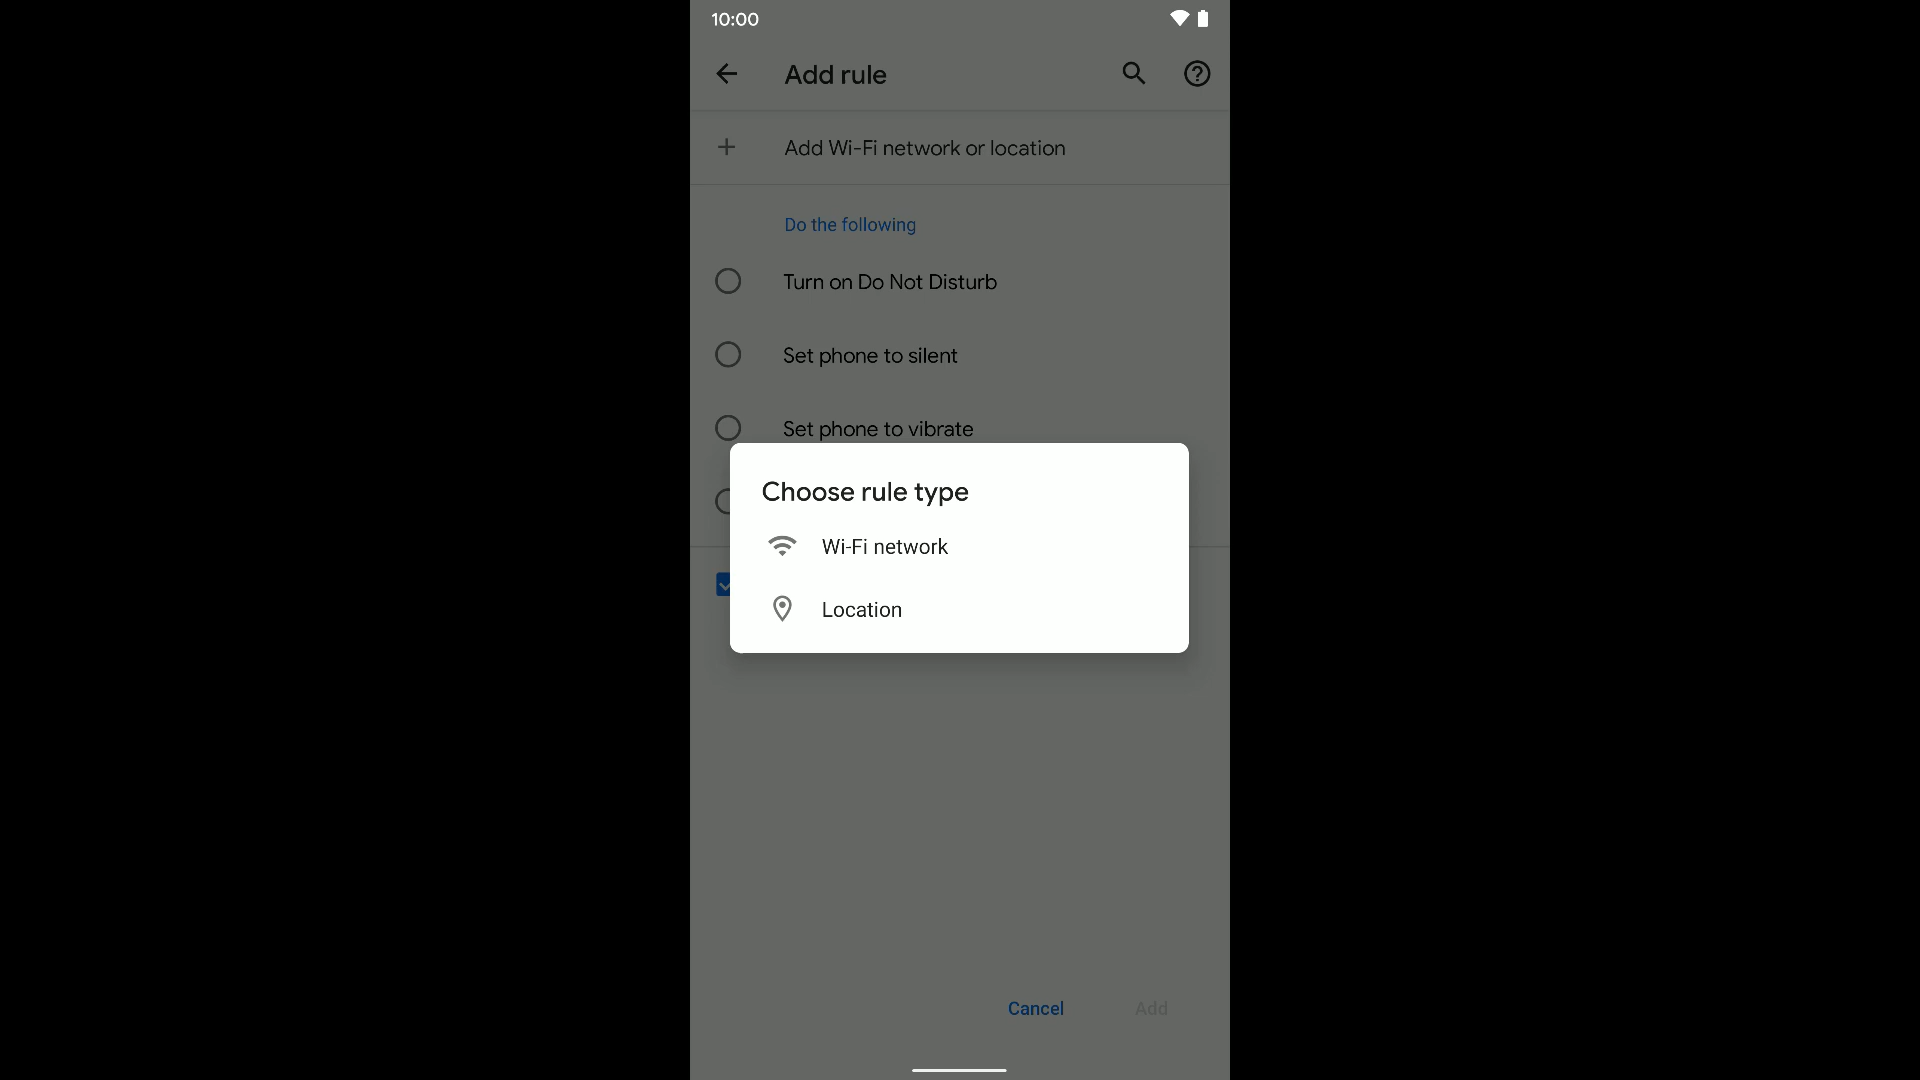 10:00
Add rule
Add Wi-Fi network or location
Do the following
Turn on Do Not Disturb
Set phone to silent
Set phone to vibrate
Choose rule type
Wi-Fi network
Location
Cancel
Add